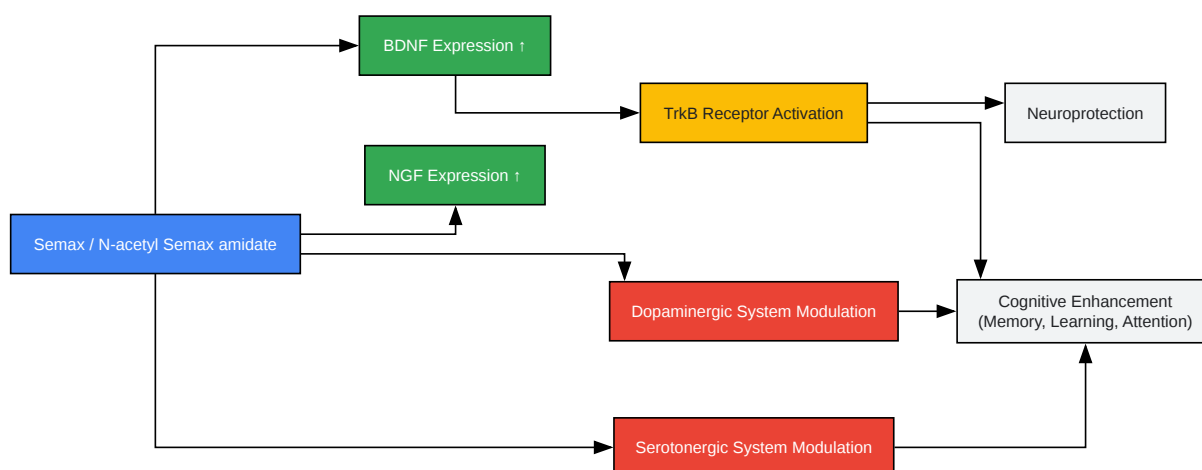 BDNF Expression ↑
TrkB Receptor Activation
Neuroprotection
NGF Expression ↑
Semax / N-acetyl Semax amidate
Dopaminergic System Modulation
Cognitive Enhancement
(Memory, Learning, Attention)
Serotonergic System Modulation